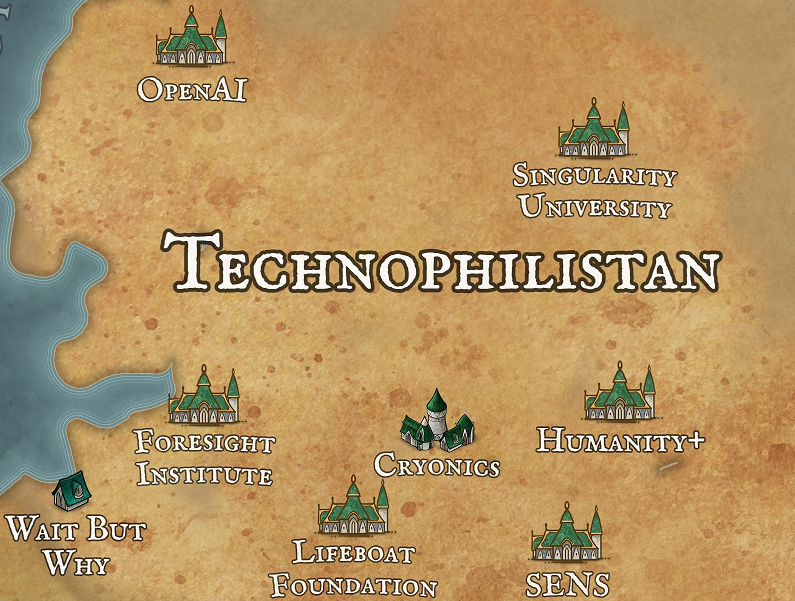 OpenAI
Singularity
University
Technophilistan
Foresight
Institute
Cryonics
Humanity+
Wait But
Why
Lifeboat
Foundation
SENS